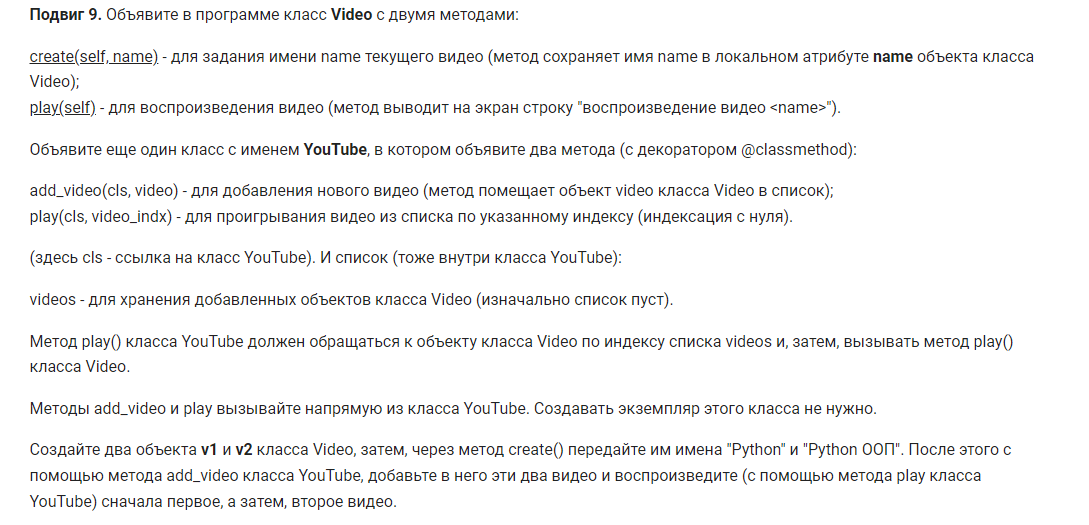 Подвиг 9. Объявите в программе класс Video с двумя методами:
create(self, name) - для задания имени name текущего видео (метод сохраняет имя name в локальном атрибуте name объекта класса
Video);
play(self) - для воспроизведения видео (метод выводит на экран строку "воспроизведение видео <name>").
Объявите еще один класс с именем YouTube, в котором объявите два метода (с декоратором @classmethod):
add_video(cls, video) - для добавления нового видео (метод помещает объект video класса Video в список);
play(cls, video_indx) - для проигрывания видео из списка по указанному индексу (индексация с нуля).
(здесь cls - ссылка на класс YouTube). И список (тоже внутри класса YouTube):
videos - для хранения добавленных объектов класса Video (изначально список пуст).
Метод play() класса YouTube должен обращаться к объекту класса Video по индексу списка videos и, затем, вызывать метод play()
класса Video.
Методы add_video и play вызывайте напрямую из класса YouTube. Создавать экземпляр этого класса не нужно.
Создайте два объекта v1 и v2 класса Video, затем, через метод create() передайте им имена "Python" и "Python ООП". После этого с
помощью метода add_video класса YouTube, добавьте в него эти два видео и воспроизведите (с помощью метода play класса
YouTube) сначала первое, а затем, второе видео.